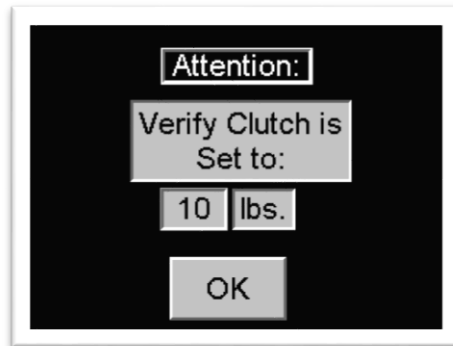 Attention:
Verify Clutch is
Set to:
10 lbs.
OK